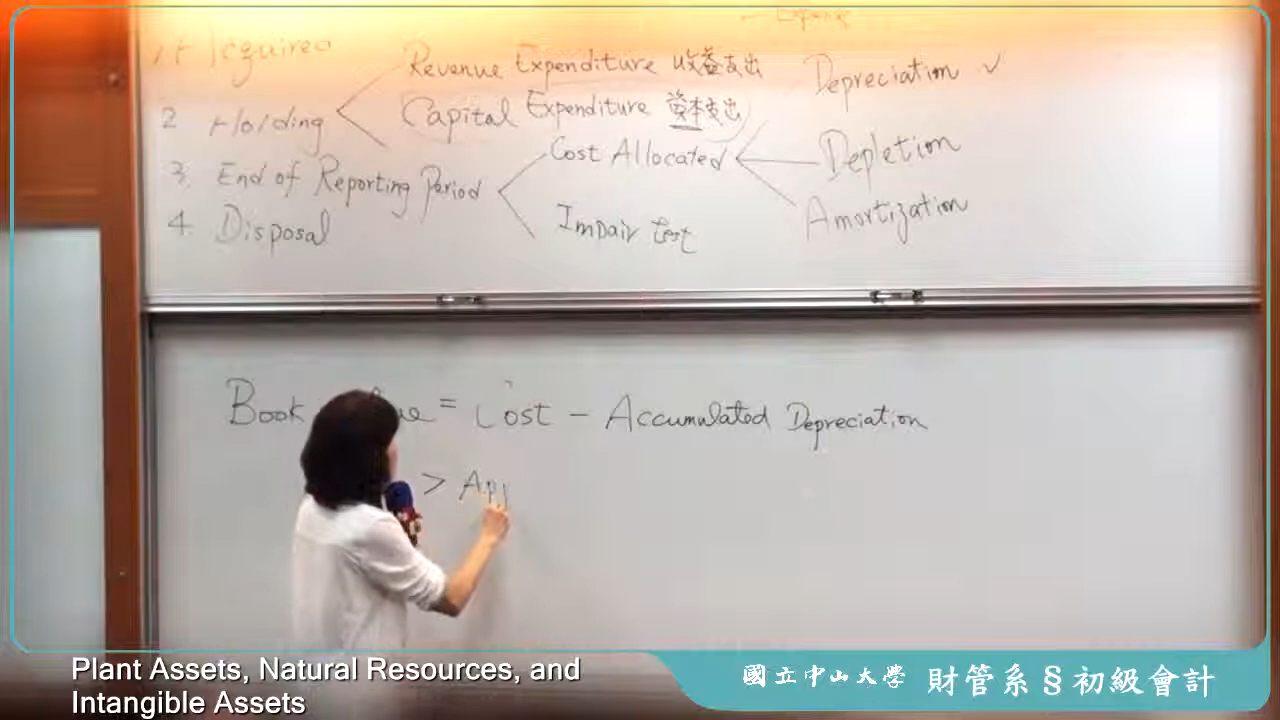 Expense
Acquired
Revenue Expenditure 收益支出
Depreciation ✓
2 Holding
Capital Expenditure 資本支出
Cost Allocated
Depletion
3. End of Reporting Period
Amortization
4. Disposal
Impair test
Book = Cost - Accumulated Depreciation
>
Plant Assets, Natural Resources, and
Intangible Assets
國立中山大學 財管系§初級會計